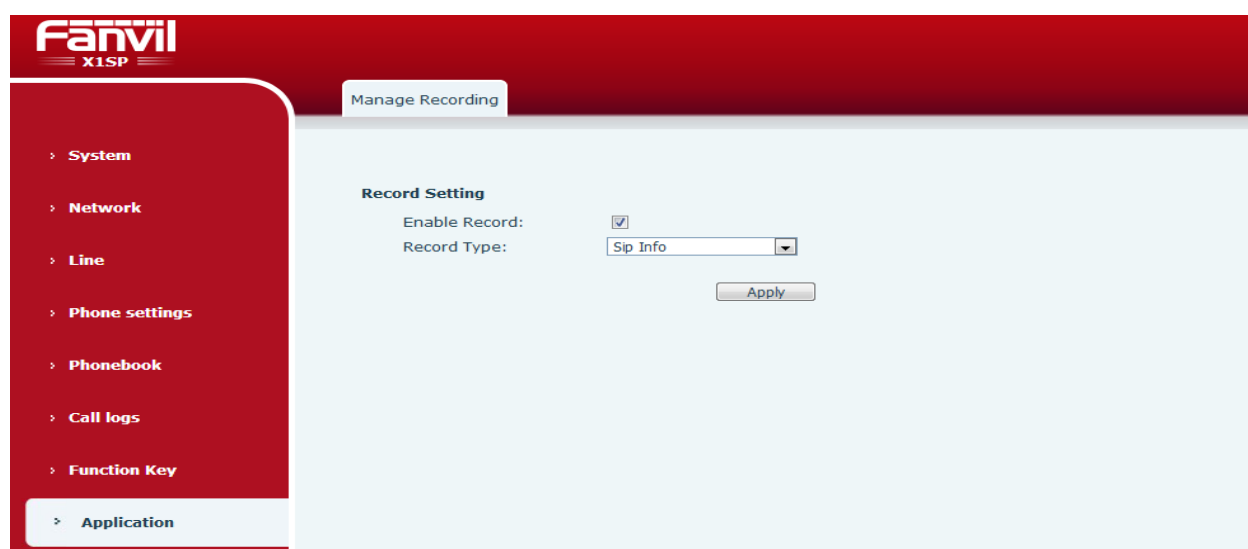 Fanvil
X1SP
Manage Recording
System
Network
Line
Phone settings
Phonebook
Call logs
Function Key
Application
Record Setting
Enable Record:
Record Type: Sip Info
Apply